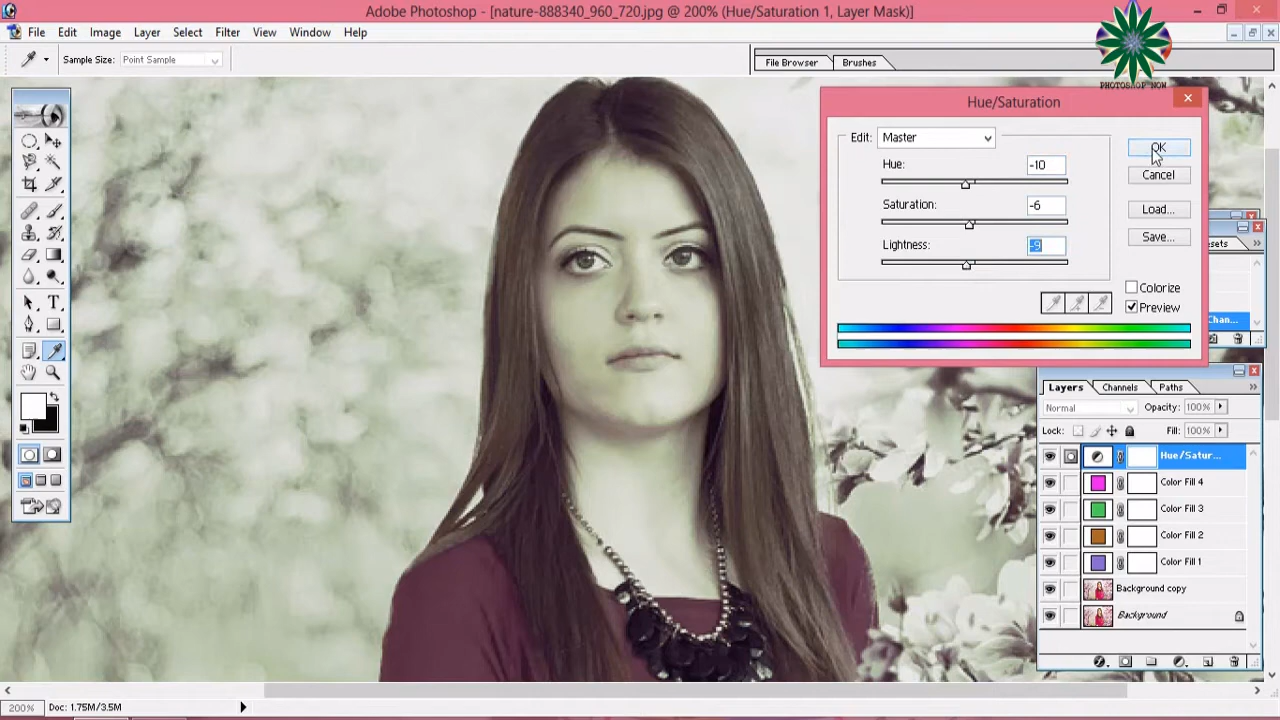 Adobe Photoshop - [nature-888340_960_720.jpg @ 200% (Hue/Saturation 1, Layer Mask)]
File Edit Image Layer Select Filter View Window Help
Sample Size: Point Sample
File Browser Brushes
PHOTOSHOP NOW
Hue/Saturation
Edit: Master
OK
Hue: -10
Cancel
Saturation: -6
Load...
Save...
Lightness: -9
Colorize
Preview
Chan...
Layers Channels Paths
Normal Opacity: 100%
Lock: Fill: 100%
Hue/Satur...
Color Fill 4
Color Fill 3
Color Fill 2
Color Fill 1
Background copy
Background
200% Doc: 1.75M/3.5M